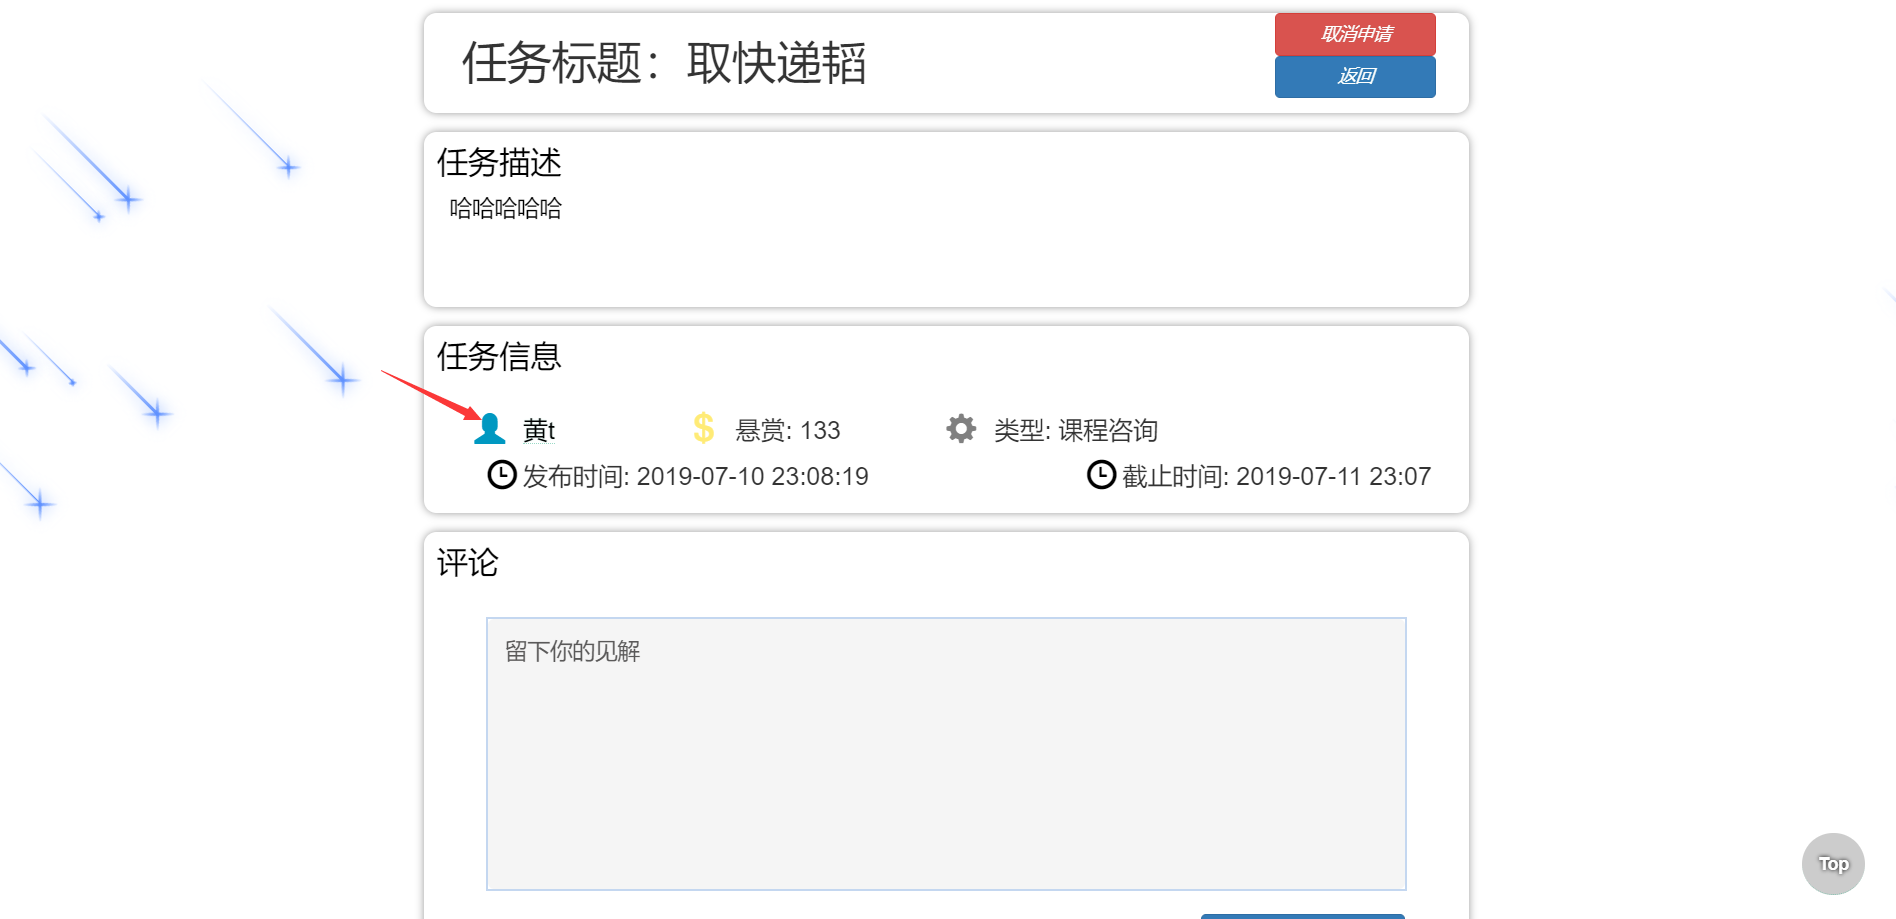 任务标题：取快递韬
取消申请
返回
任务描述
哈哈哈哈哈
任务信息
黄t 悬赏: 133 类型: 课程咨询
发布时间: 2019-07-10 23:08:19 截止时间: 2019-07-11 23:07
评论
留下你的见解
Top